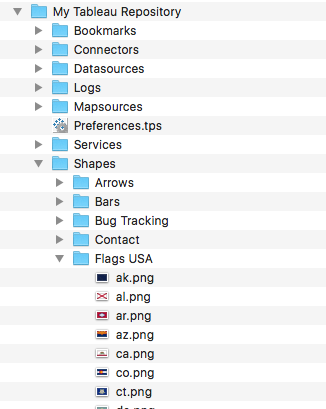 My Tableau Repository
Bookmarks
Connectors
Datasources
Logs
Mapsources
Preferences.tps
Services
Shapes
Arrows
Bars
Bug Tracking
Contact
Flags USA
ak.png
al.png
ar.png
az.png
ca.png
co.png
ct.png